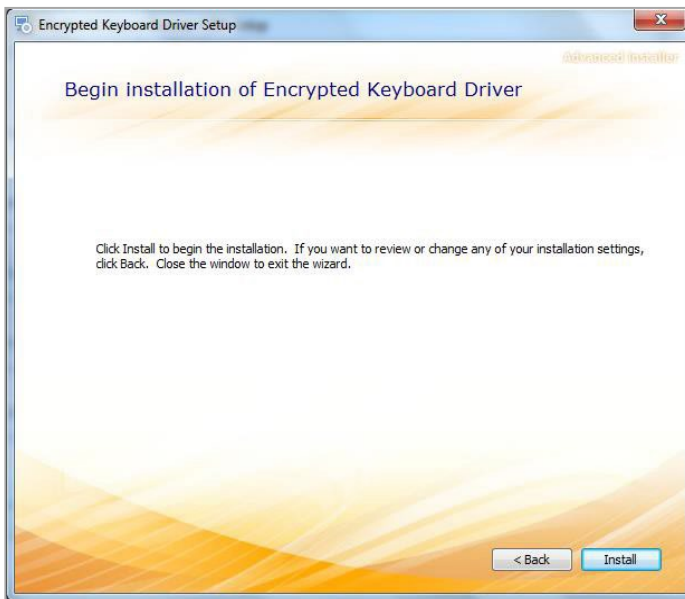 Encrypted Keyboard Driver Setup
Advanced Installer
Begin installation of Encrypted Keyboard Driver
Click Install to begin the installation.  If you want to review or change any of your installation settings,
click Back.  Close the window to exit the wizard.
< Back
Install